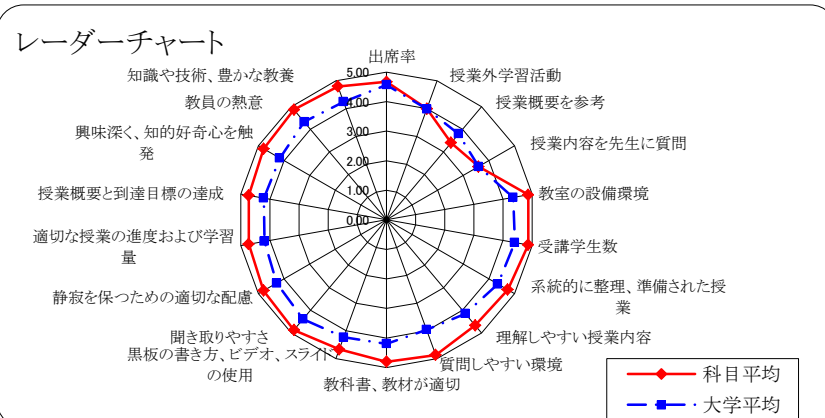 レーダーチャート
出席率
授業外学習活動
授業概要を参考
授業内容を先生に質問
教室の設備環境
受講学生数
系統的に整理、準備された授
業
理解しやすい授業内容
質問しやすい環境
教科書、教材が適切
黒板の書き方、ビデオ、スライド
の使用
聞き取りやすさ
静寂を保つための適切な配慮
適切な授業の進度および学習
量
授業概要と到達目標の達成
興味深く、知的好奇心を触
発
教員の熱意
知識や技術、豊かな教養
5.00
4.00
3.00
2.00
1.00
0.00
科目平均
大学平均